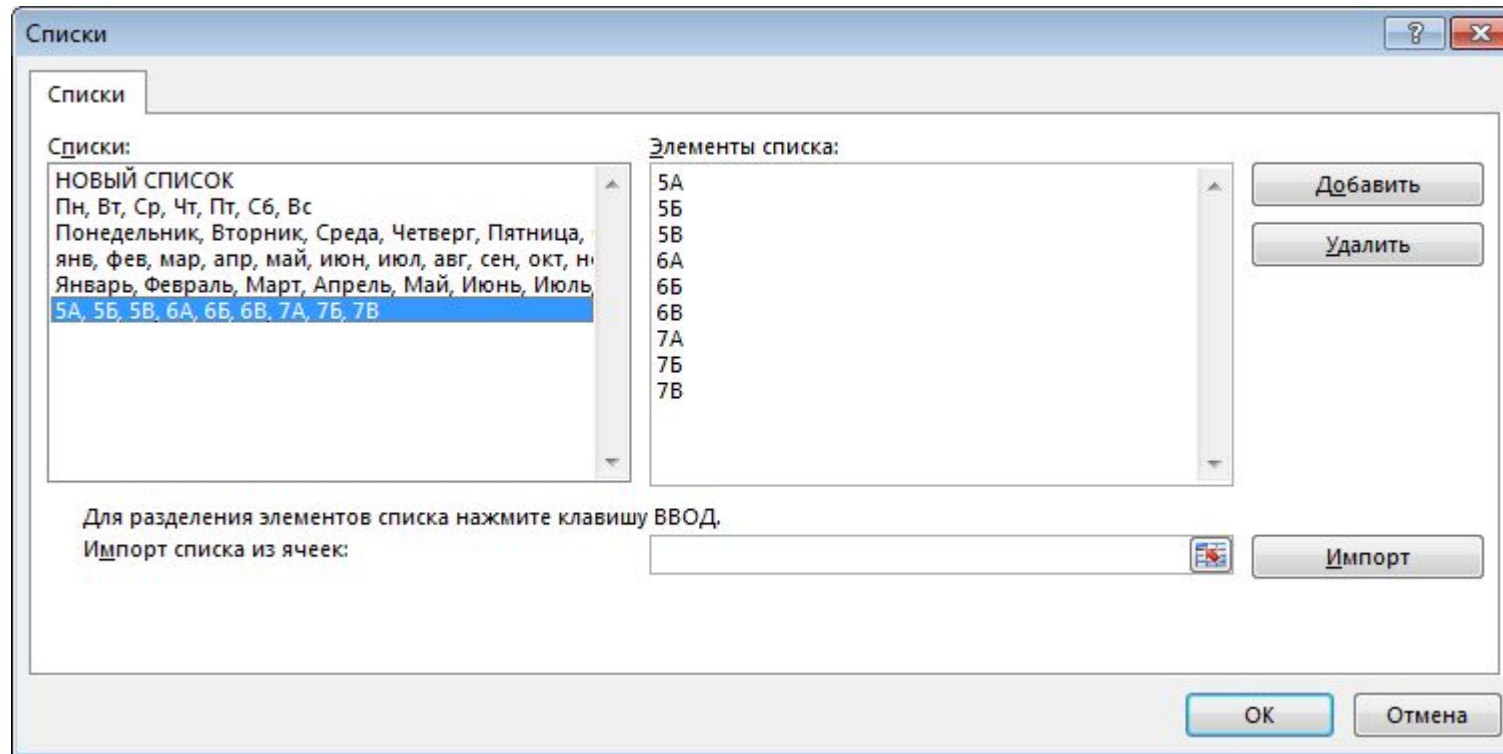 Списки
Списки
Списки:
НОВЫЙ СПИСОК
Пн, Вт, Ср, Чт, Пт, Сб, Вс
Понедельник, Вторник, Среда, Четверг, Пятница,
янв, фев, мар, апр, май, июн, июл, авг, сен, окт,
Январь, Февраль, Март, Апрель, Май, Июнь, Июль,
5А, 5Б, 5В, 6А, 6Б, 6В, 7А, 7Б, 7В
Элементы списка:
5А
5Б
5В
6А
6Б
6В
7А
7Б
7В
Добавить
Удалить
Для разделения элементов списка нажмите клавишу ВВОД.
Импорт списка из ячеек:
Импорт
ОК
Отмена